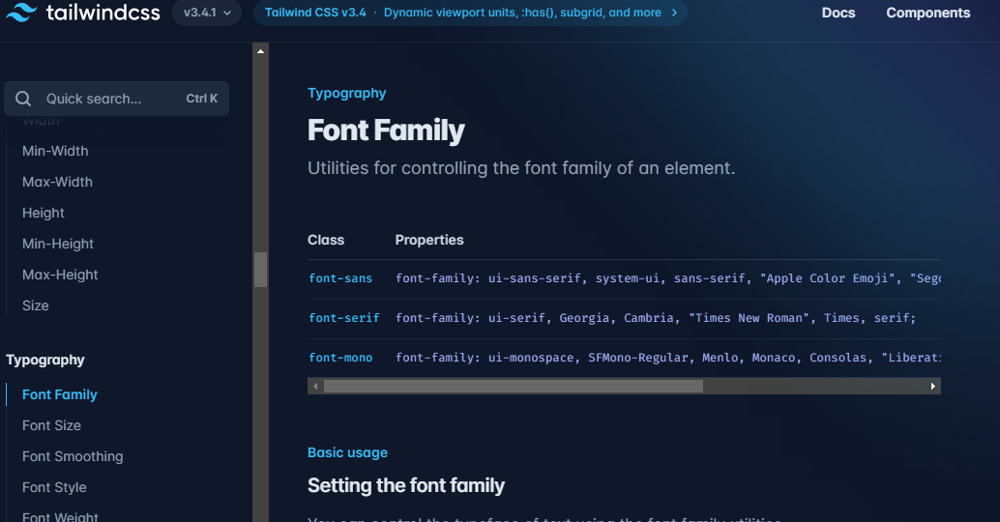 tailwindcss v3.4.1 Tailwind CSS v3.4 · Dynamic viewport units, :has(), subgrid, and more Docs Components
Quick search... Ctrl K
Width
Min-Width
Max-Width
Height
Min-Height
Max-Height
Size
Typography
Font Family
Font Size
Font Smoothing
Font Style
Font Weight
Typography
Font Family
Utilities for controlling the font family of an element.
Class Properties
font-sans font-family: ui-sans-serif, system-ui, sans-serif, "Apple Color Emoji", "Sego
font-serif font-family: ui-serif, Georgia, Cambria, "Times New Roman", Times, serif;
font-mono font-family: ui-monospace, SFMono-Regular, Menlo, Monaco, Consolas, "Liberati
Basic usage
Setting the font family
You can control the typeface of text using the font family utilities.